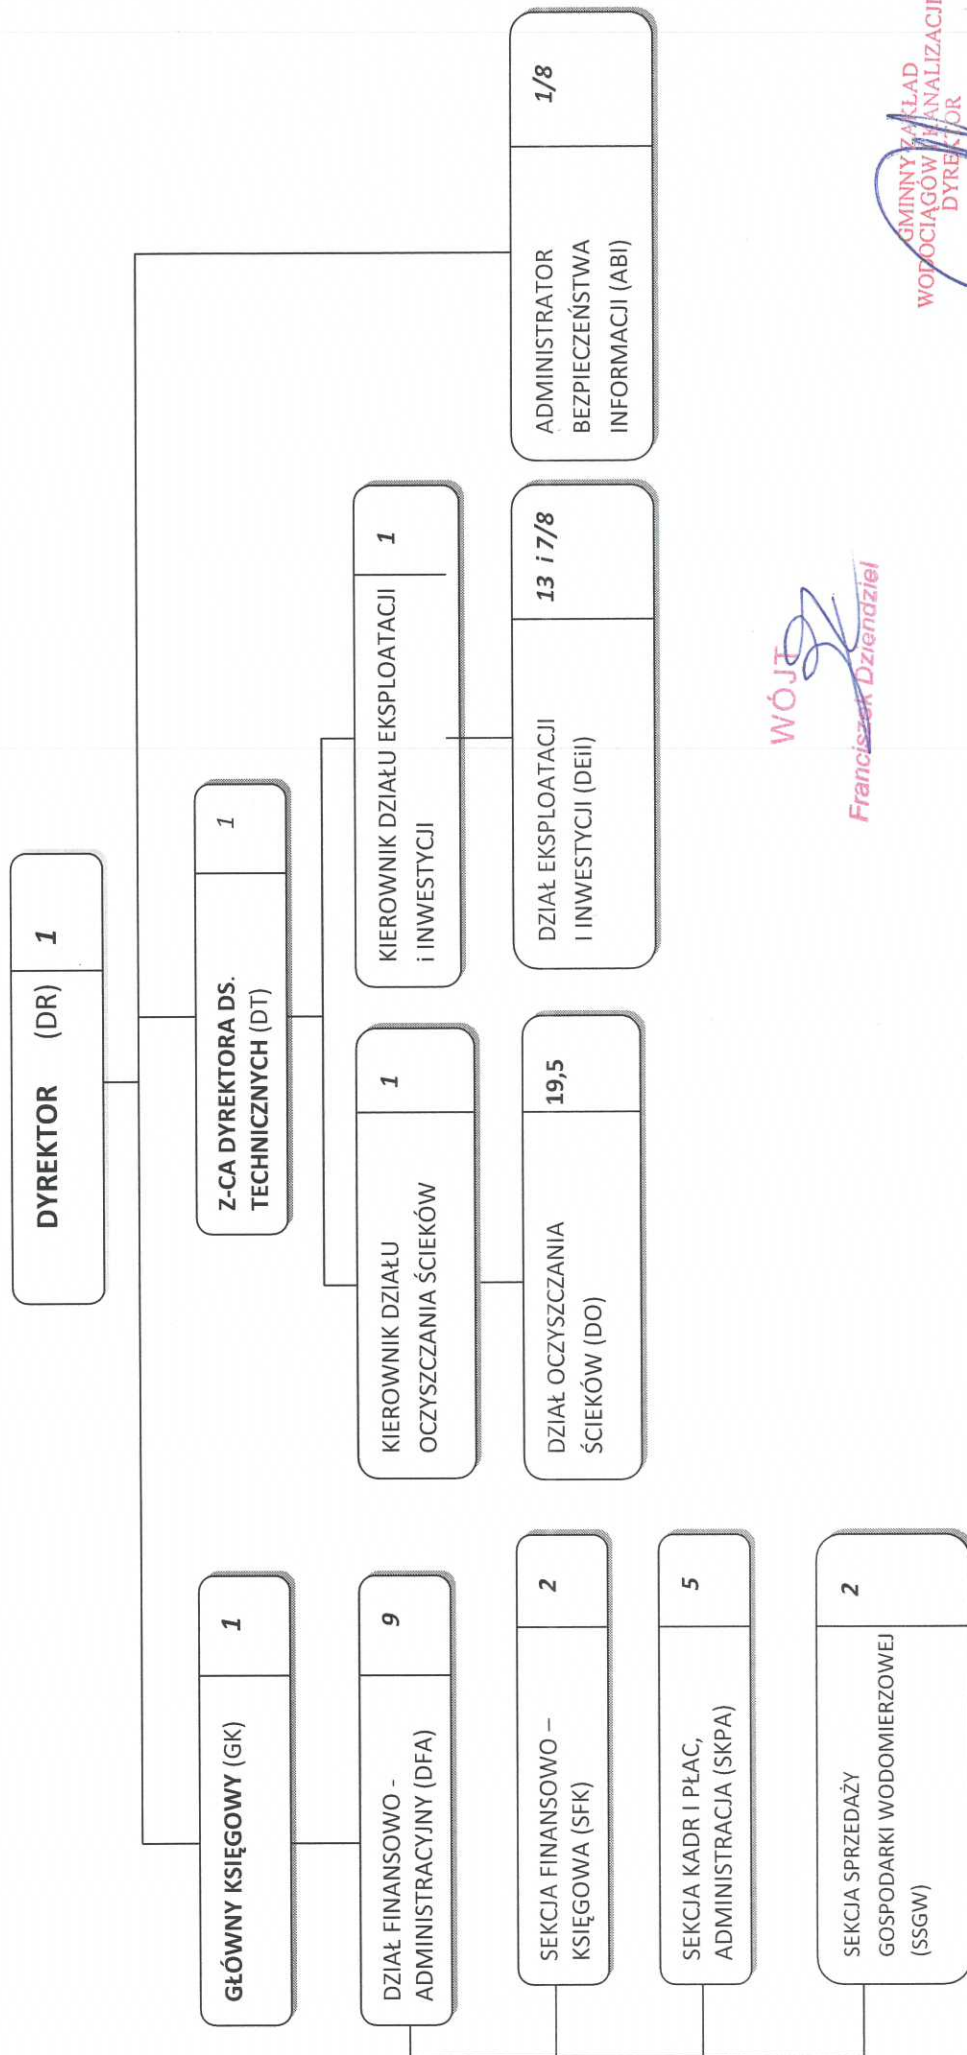 DYREKTOR (DR) 1
GŁÓWNY KSIĘGOWY (GK) 1
DZIAŁ FINANSOWO -
ADMINISTRACYJNY (DFA) 9
SEKCJA FINANSOWO –
KSIĘGOWA (SFK) 2
SEKCJA KADR I PŁAC,
ADMINISTRACJA (SKPA) 5
SEKCJA SPRZEDAŻY
GOSPODARKI WODOMIERZOWEJ
(SSGW) 2
Z-CA DYREKTORA DS.
TECHNICZNYCH (DT) 1
KIEROWNIK DZIAŁU
OCZYSZCZANIA ŚCIEKÓW 1
DZIAŁ OCZYSZCZANIA
ŚCIEKÓW (DO) 19,5
KIEROWNIK DZIAŁU EKSPLOATACJI
i INWESTYCJI 1
DZIAŁ EKSPLOATACJI
I INWESTYCJI (DEiI) 13 i 7/8
ADMINISTRATOR
BEZPIECZEŃSTWA
INFORMACJI (ABI) 1/8
WÓJT
Franciszek Dziendziel
GMINNY ZAKŁAD
WODOCIĄGÓW I KANALIZACJI
DYREKTOR